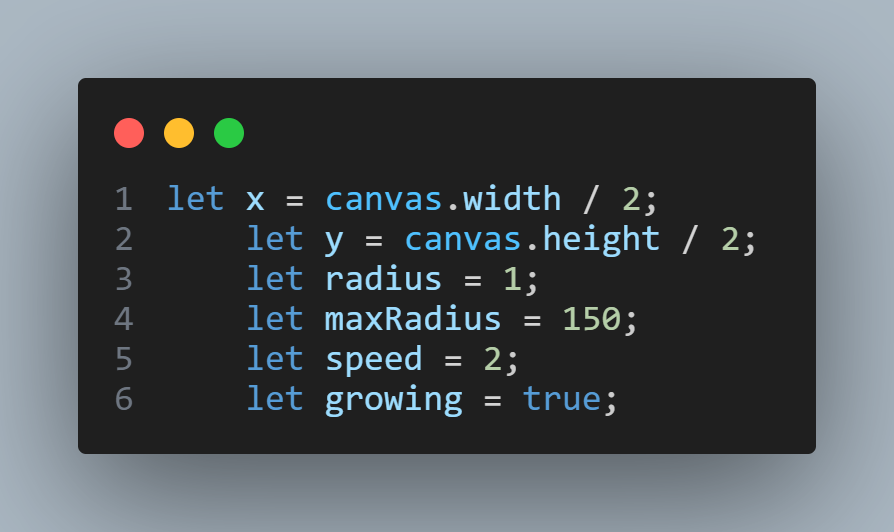 1 let x = canvas.width / 2;
2     let y = canvas.height / 2;
3     let radius = 1;
4     let maxRadius = 150;
5     let speed = 2;
6     let growing = true;